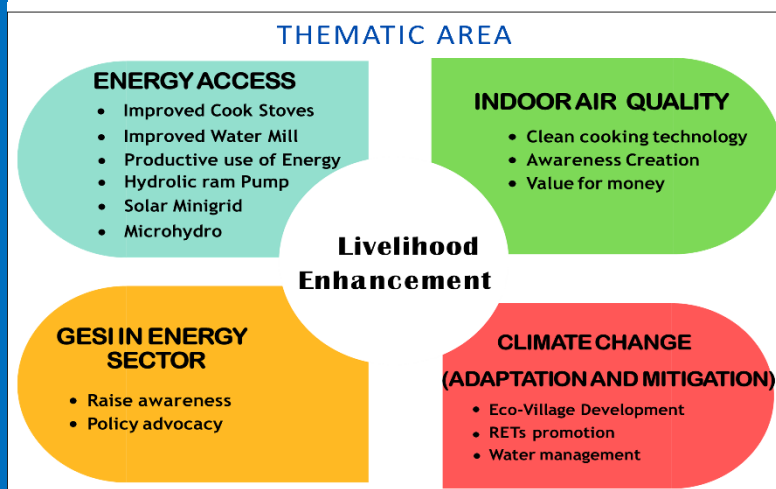 THEMATIC AREA
ENERGY ACCESS
• Improved Cook Stoves
• Improved Water Mill
• Productive use of Energy
• Hydrolic ram Pump
• Solar Minigrid
• Microhydro
INDOOR AIR QUALITY
• Clean cooking technology
• Awareness Creation
• Value for money
Livelihood
Enhancement
GESI IN ENERGY
SECTOR
• Raise awareness
• Policy advocacy
CLIMATE CHANGE
(ADAPTATION AND MITIGATION)
• Eco-Village Development
• RETs promotion
• Water management